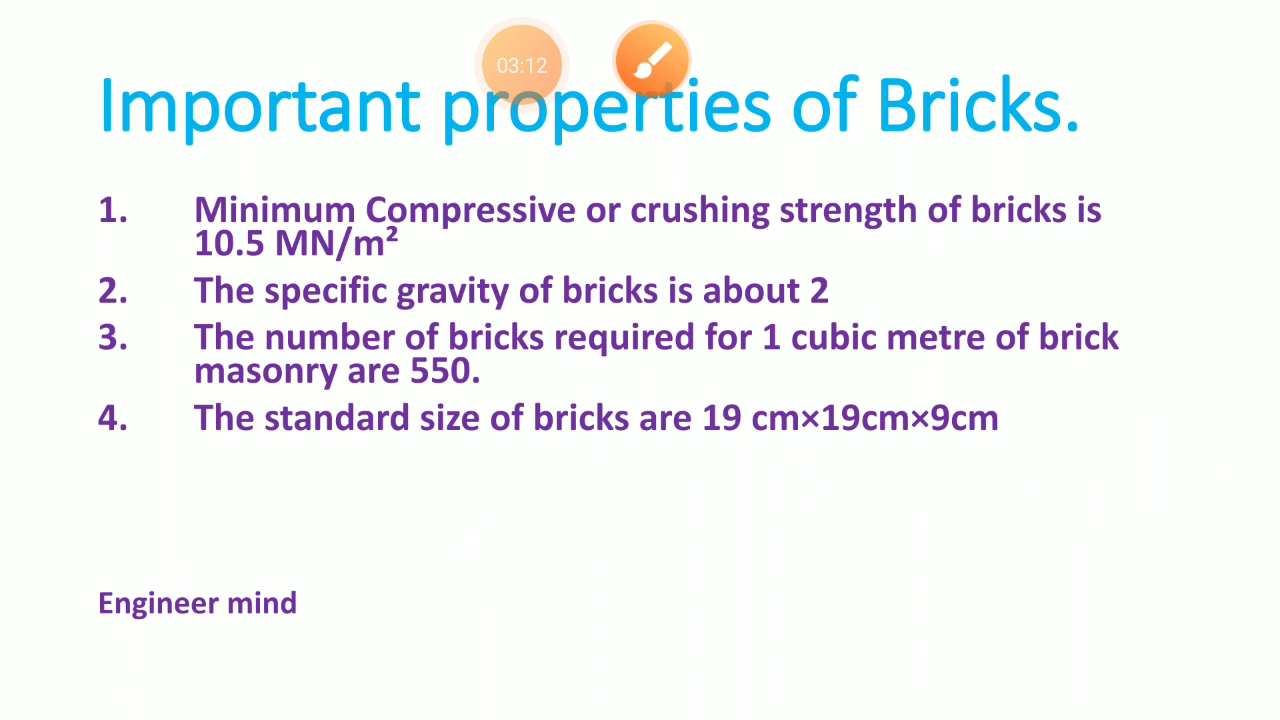 03:12
Important properties of Bricks.
1. Minimum Compressive or crushing strength of bricks is
10.5 MN/m²
2. The specific gravity of bricks is about 2
3. The number of bricks required for 1 cubic metre of brick
masonry are 550.
4. The standard size of bricks are 19 cm×19cm×9cm
Engineer mind